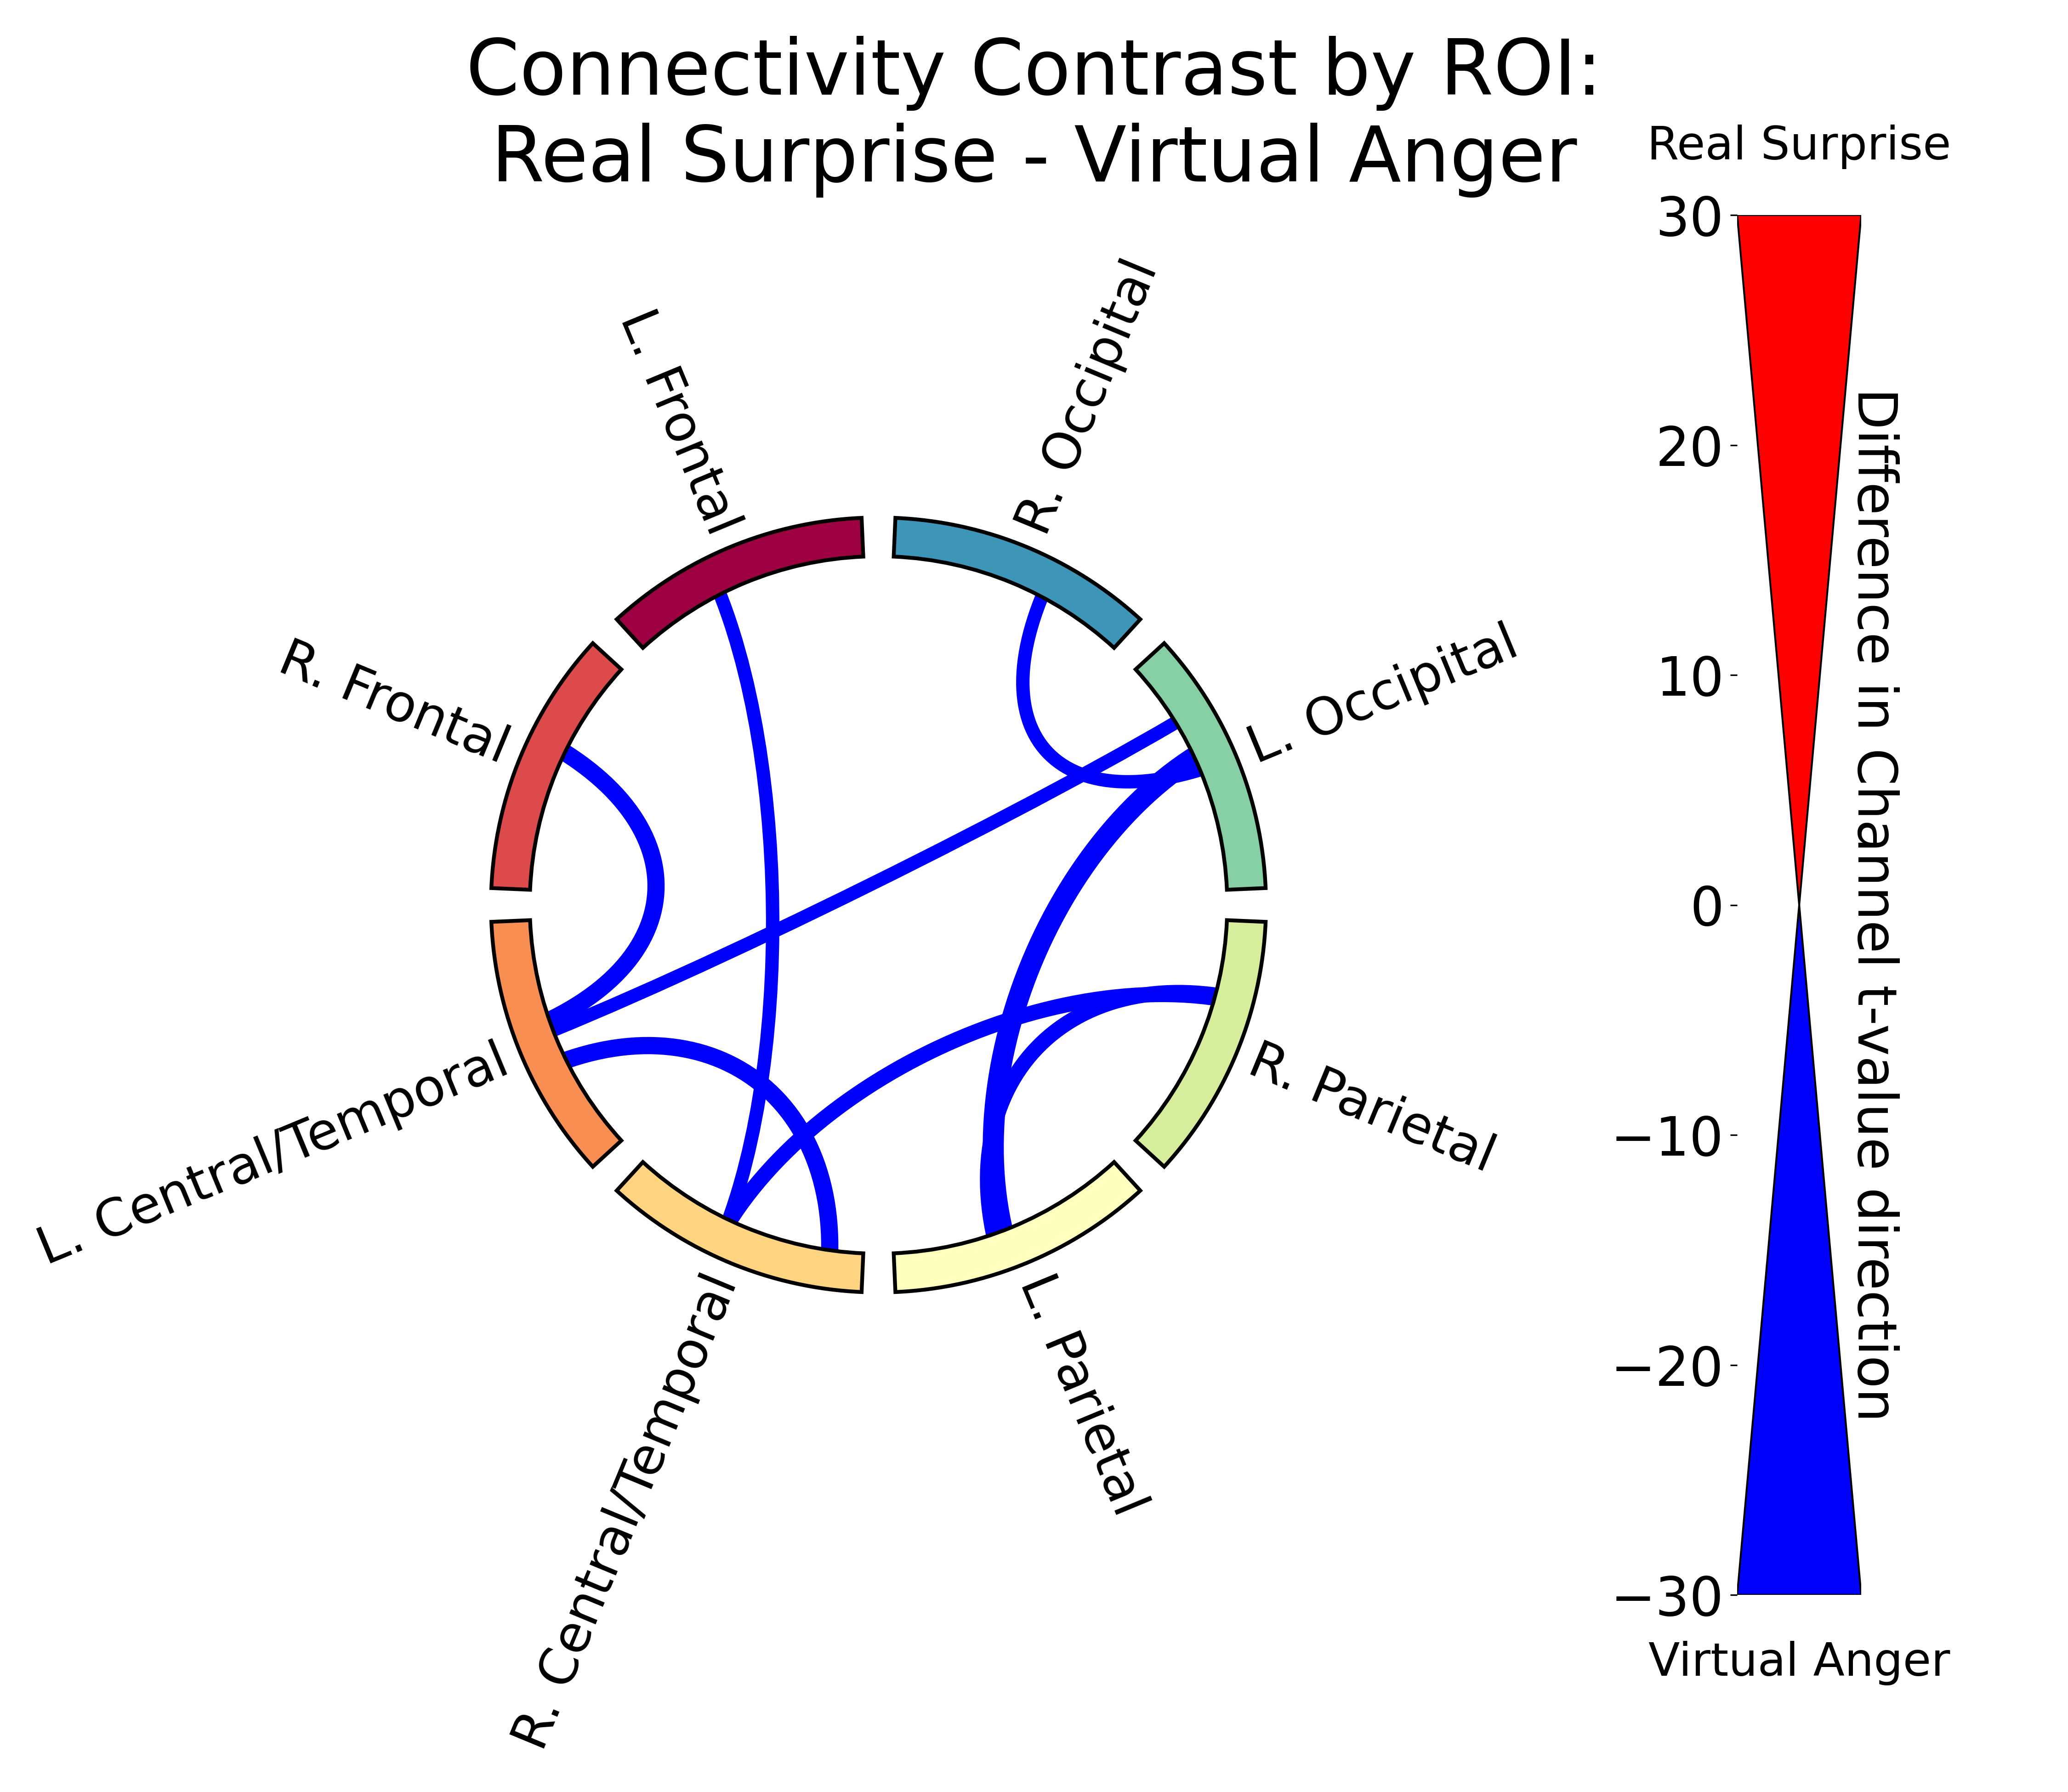 Connectivity Contrast by ROI:
Real Surprise - Virtual Anger
Real Surprise
30
20
10
0
−10
−20
−30
Virtual Anger
Difference in Channel t-value direction
L. Frontal
R. Occipital
R. Frontal
L. Occipital
L. Central/Temporal
R. Parietal
R. Central/Temporal
L. Parietal